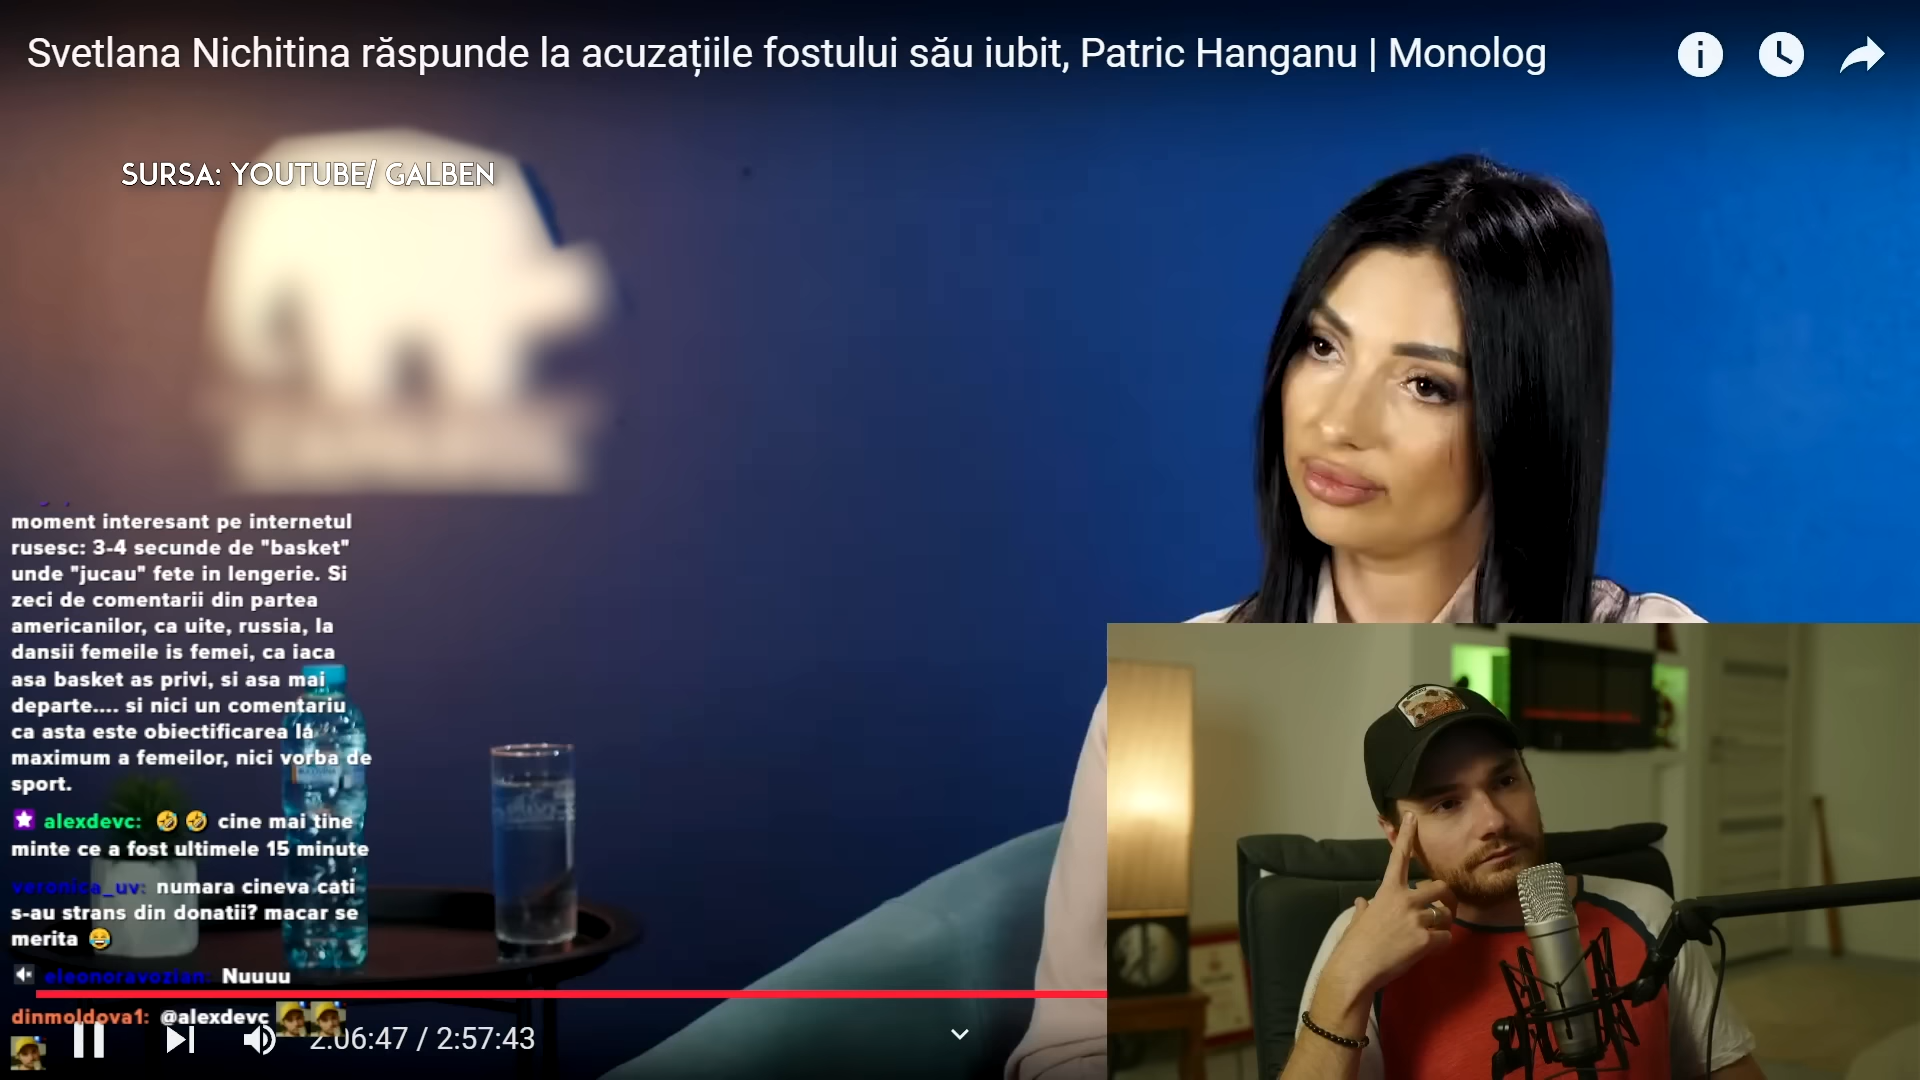 Svetlana Nichitina răspunde la acuzațiile fostului său iubit, Patric Hanganu | Monolog
SURSA: YOUTUBE/ GALBEN
moment interesant pe internetul
rusesc: 3-4 secunde de "basket"
unde "jucau" fete in lengerie. Si
zeci de comentarii din partea
americanilor, ca uite, russia, la
dansii femeile is femei, ca iaca
asa basket as privi, si asa mai
departe.... si nici un comentariu
ca asta este obiectificarea la
maximum a femeilor, nici vorba de
sport.
alexdevc: 🤣 🤣 cine mai tine
minte ce a fost ultimele 15 minute
veronica_uv: numara cineva cati
s-au strans din donatii? macar se
merita 😂
eleonoravozian: Nuuuu
dinmoldova1: @alexdevc
2:06:47 / 2:57:43